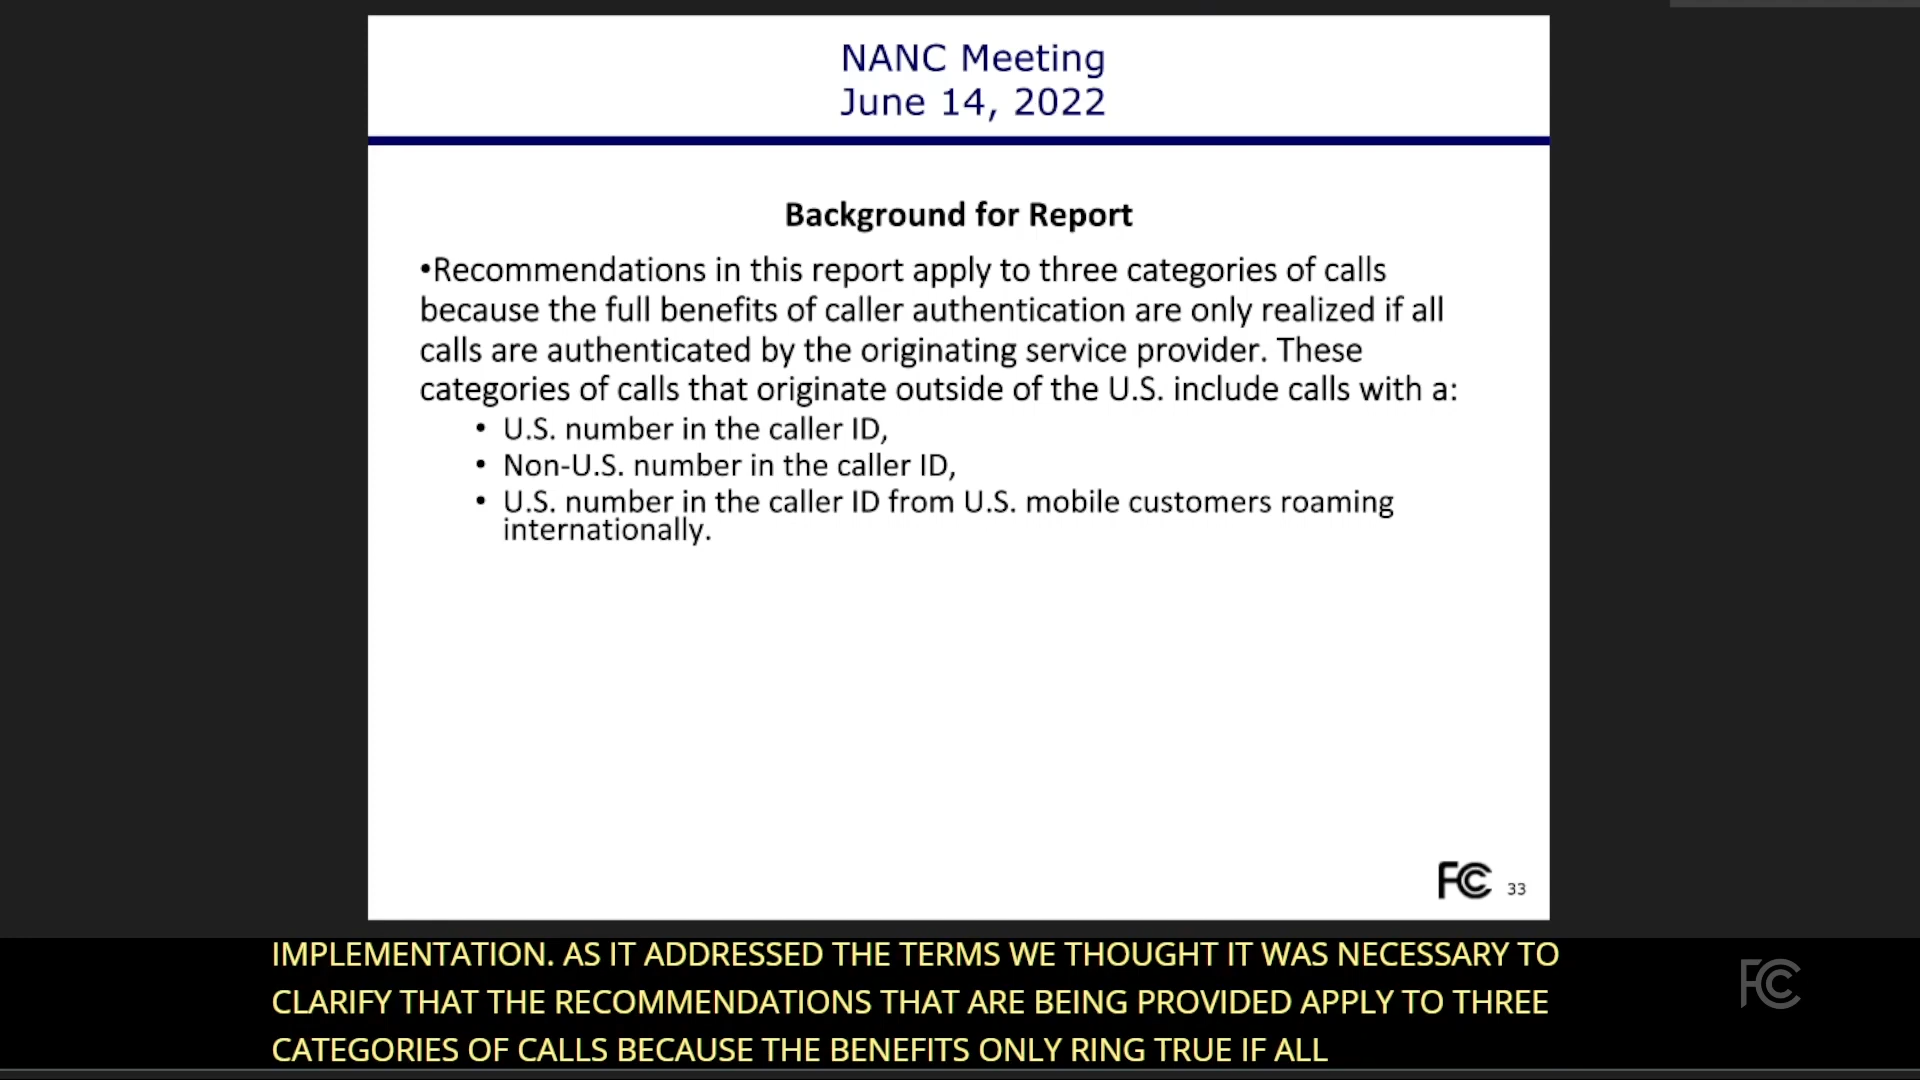 NANC Meeting
June 14, 2022
Background for Report
•Recommendations in this report apply to three categories of calls
because the full benefits of caller authentication are only realized if all
calls are authenticated by the originating service provider. These
categories of calls that originate outside of the U.S. include calls with a:
• U.S. number in the caller ID,
• Non-U.S. number in the caller ID,
• U.S. number in the caller ID from U.S. mobile customers roaming
internationally.
FCC 33
IMPLEMENTATION. AS IT ADDRESSED THE TERMS WE THOUGHT IT WAS NECESSARY TO
CLARIFY THAT THE RECOMMENDATIONS THAT ARE BEING PROVIDED APPLY TO THREE
CATEGORIES OF CALLS BECAUSE THE BENEFITS ONLY RING TRUE IF ALL
FCC